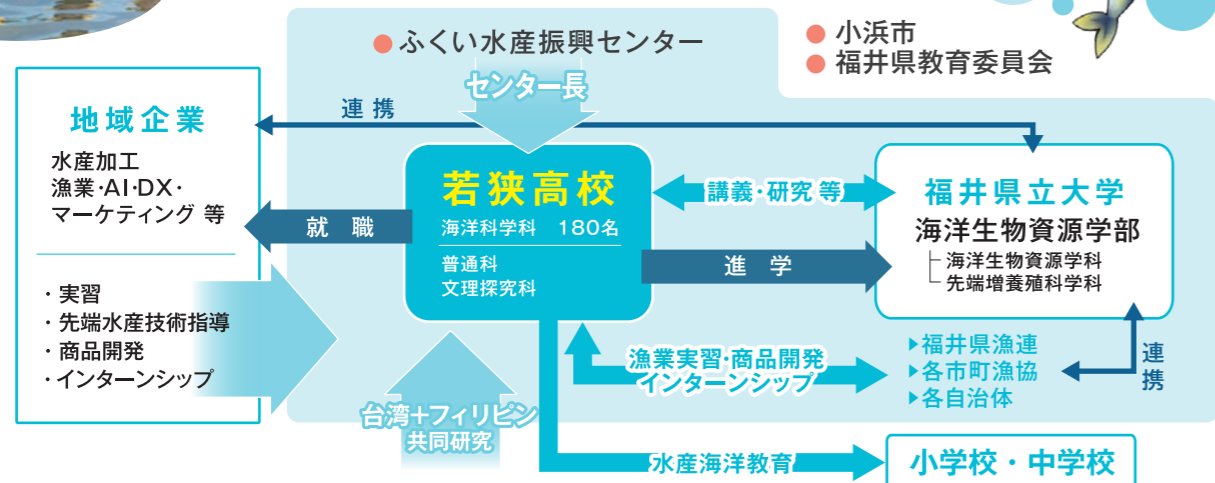 ● ふくい水産振興センター
● 小浜市
● 福井県教育委員会
センター長
連携
地域企業
水産加工
漁業・AI・DX・
マーケティング 等
・実習
・先端水産技術指導
・商品開発
・インターンシップ
就職
若狭高校
海洋科学科 180名
普通科
文理探究科
講義・研究 等
進学
福井県立大学
海洋生物資源学部
海洋生物資源学科
先端増養殖科学科
漁業実習・商品開発
インターンシップ
▶福井県漁連
▶各市町漁協
▶各自治体
連携
台湾+フィリピン
共同研究
水産海洋教育
小学校・中学校